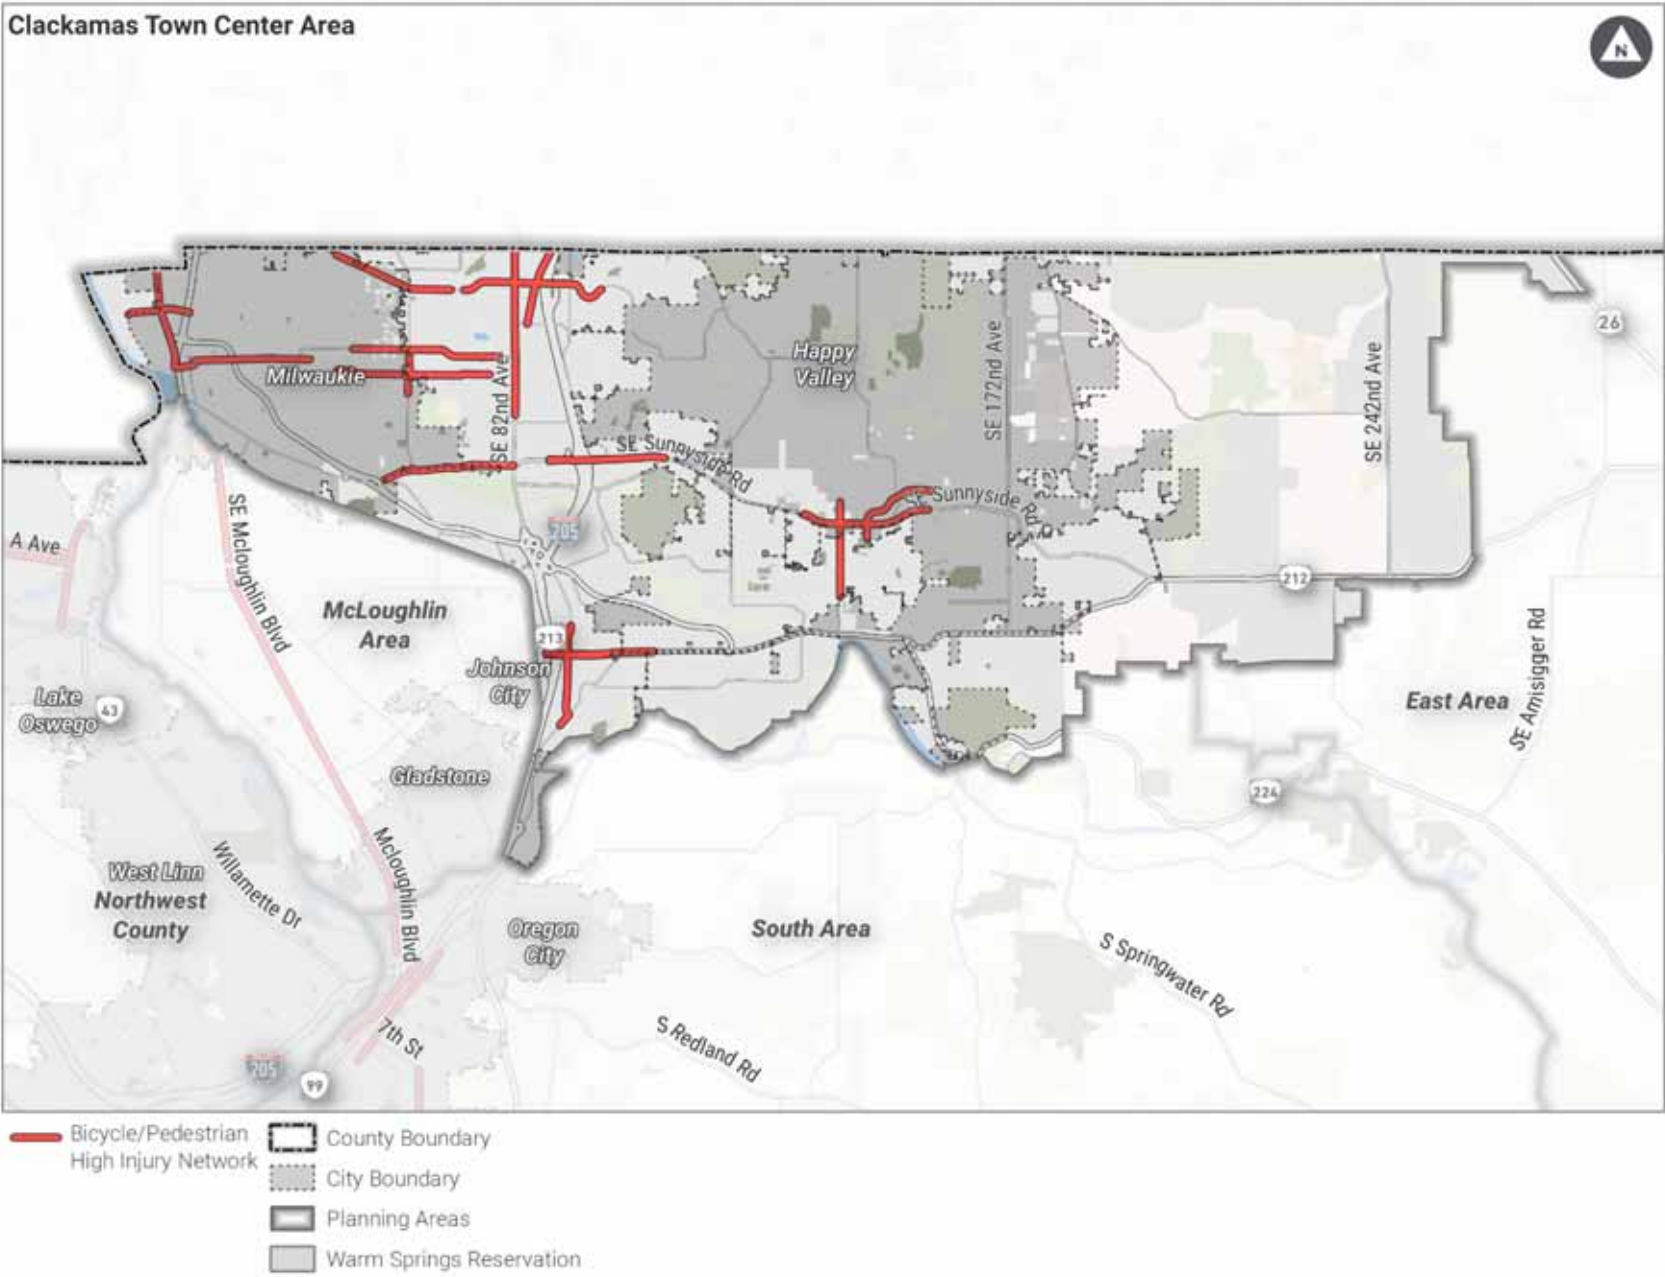 Clackamas Town Center Area
N
26
Happy
Valley
Milwaukie
SE 82nd Ave
SE 172nd Ave
SE 242nd Ave
SE Sunnyside Rd
SE Sunnyside Rd
205
212
A Ave
SE Mcloughlin Blvd
McLoughlin
Area
213
Johnson
City
Lake
Oswego
43
Gladstone
East Area
SE Amisigger Rd
224
West Linn
Northwest
County
Willamette Dr
Mcloughlin Blvd
Oregon
City
South Area
S Springwater Rd
S Redland Rd
7th St
205
99
Bicycle/Pedestrian
High Injury Network
County Boundary
City Boundary
Planning Areas
Warm Springs Reservation